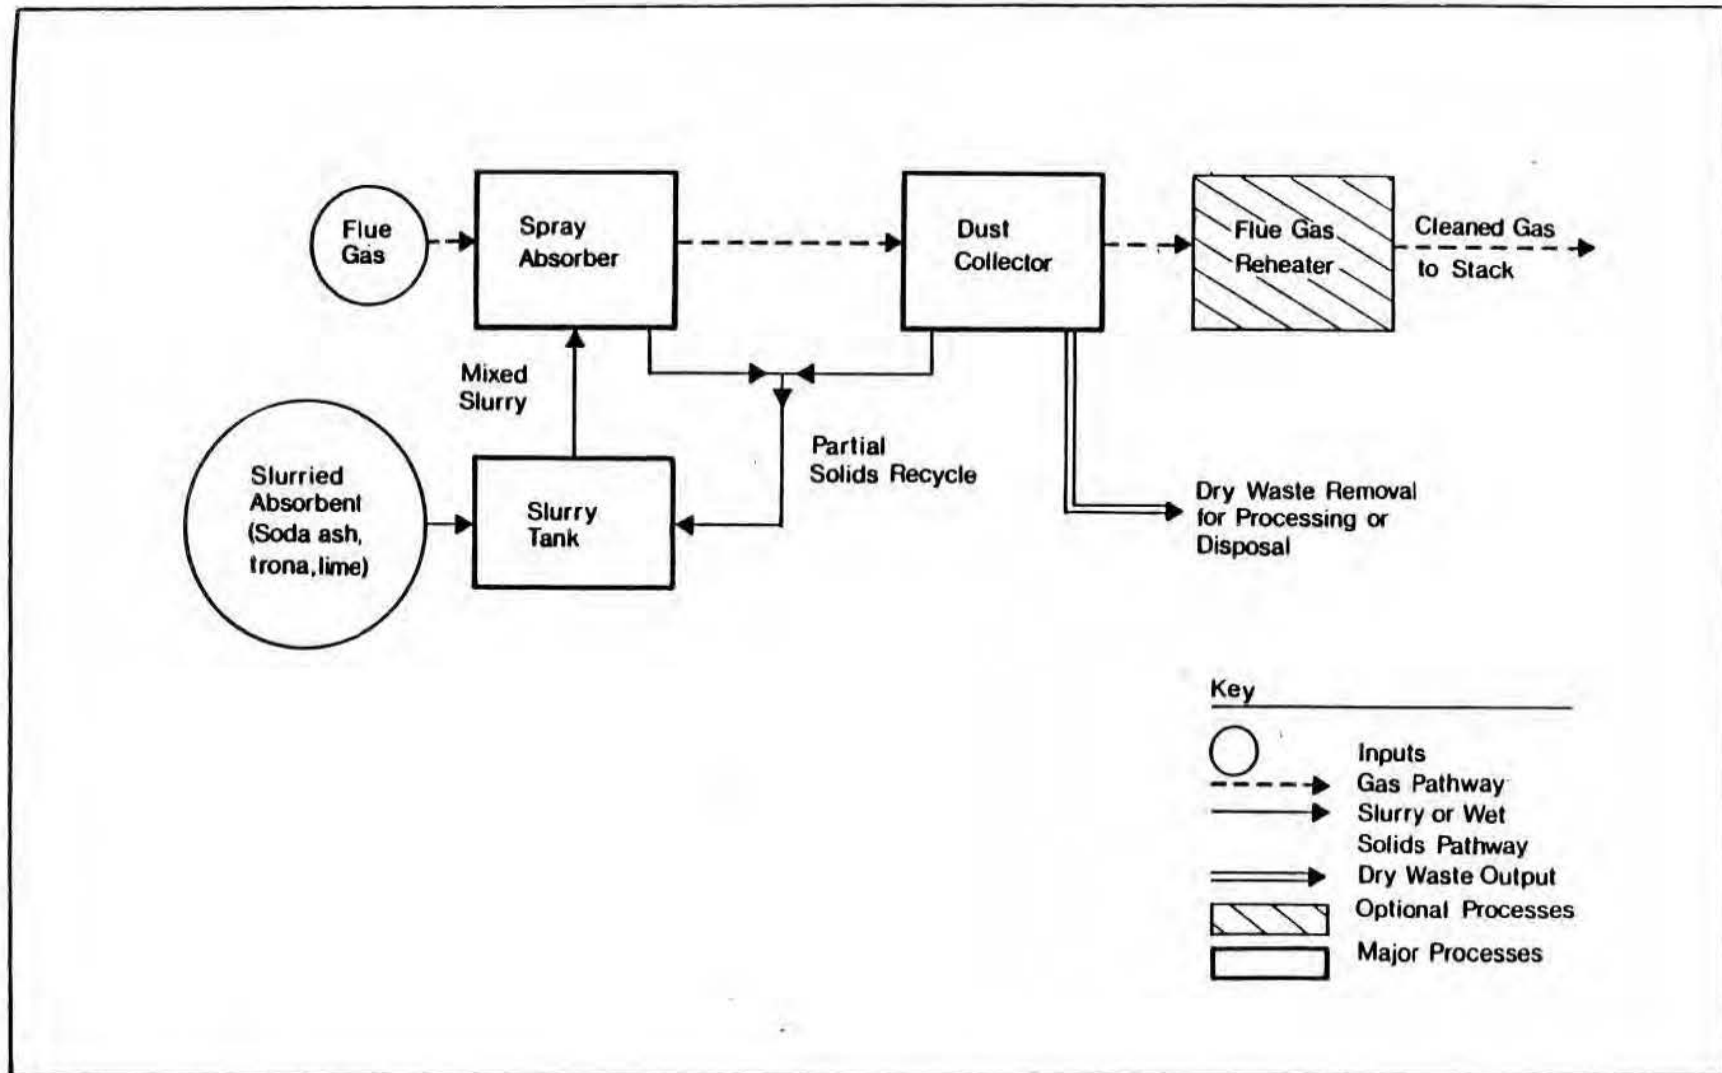 Flue
Gas
Spray
Absorber
Dust
Collector
Flue Gas
Reheater
Cleaned Gas
to Stack
Mixed
Slurry
Slurried
Absorbent
(Soda ash,
trona, lime)
Slurry
Tank
Partial
Solids Recycle
Dry Waste Removal
for Processing or
Disposal
Key
Inputs
Gas Pathway
Slurry or Wet
Solids Pathway
Dry Waste Output
Optional Processes
Major Processes